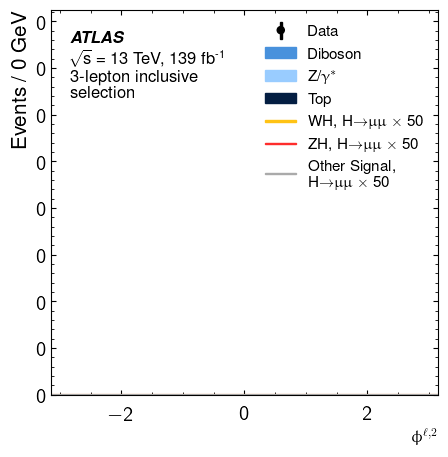 Events / 0 GeV
0
0
0
0
0
0
0
0
0
ATLAS
√s = 13 TeV, 139 fb⁻¹
3-lepton inclusive
selection
Data
Diboson
Z/γ*
Top
WH, H→μμ × 50
ZH, H→μμ × 50
Other Signal,
H→μμ × 50
−2 0 2
ϕ^ℓ,2